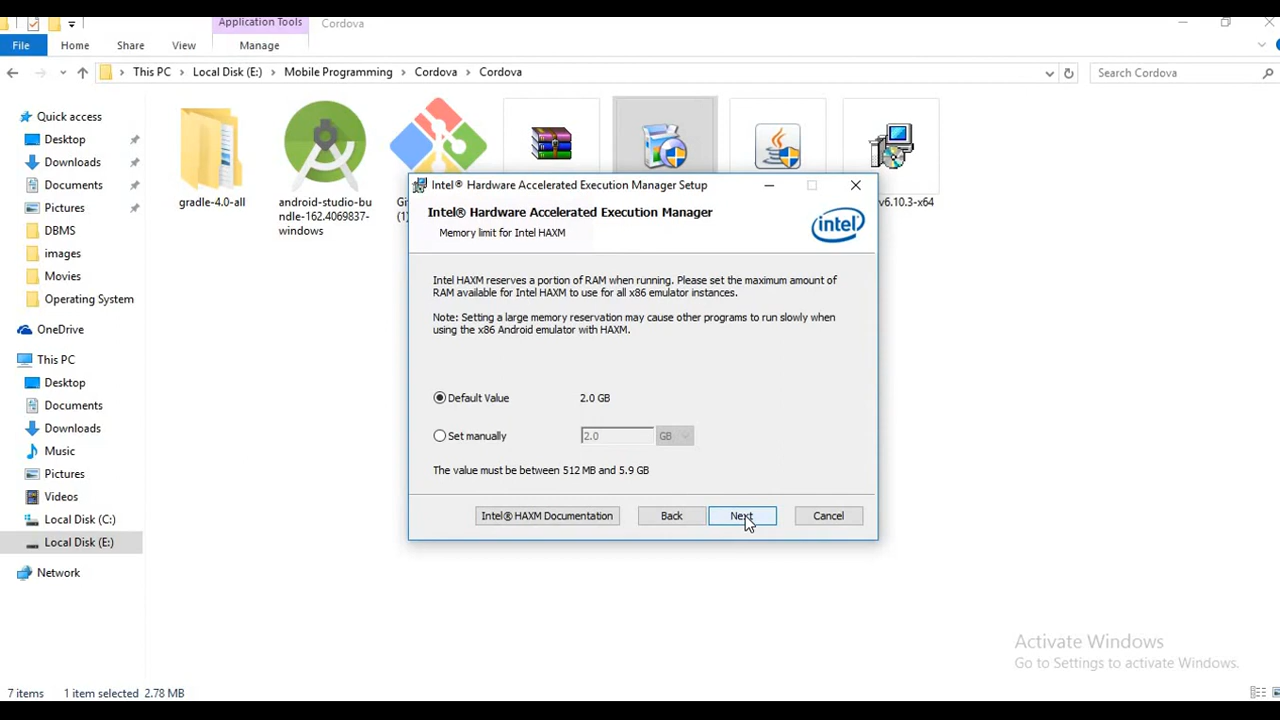 Application Tools
Cordova
File
Home
Share
View
Manage
This PC
Local Disk (E:)
Mobile Programming
Cordova
Cordova
Search Cordova
Quick access
Desktop
Downloads
Documents
Pictures
DBMS
images
Movies
Operating System
OneDrive
This PC
Desktop
Documents
Downloads
Music
Pictures
Videos
Local Disk (C:)
Local Disk (E:)
Network
gradle-4.0-all
android-studio-bu
ndle-162.4069837-
windows
v6.10.3-x64
Intel® Hardware Accelerated Execution Manager Setup
Intel® Hardware Accelerated Execution Manager
Memory limit for Intel HAXM
intel
Intel HAXM reserves a portion of RAM when running. Please set the maximum amount of
RAM available for Intel HAXM to use for all x86 emulator instances.
Note: Setting a large memory reservation may cause other programs to run slowly when
using the x86 Android emulator with HAXM.
Default Value
2.0 GB
Set manually
2.0
GB
The value must be between 512 MB and 5.9 GB
Intel® HAXM Documentation
Back
Next
Cancel
Activate Windows
Go to Settings to activate Windows.
7 items
1 item selected 2.78 MB